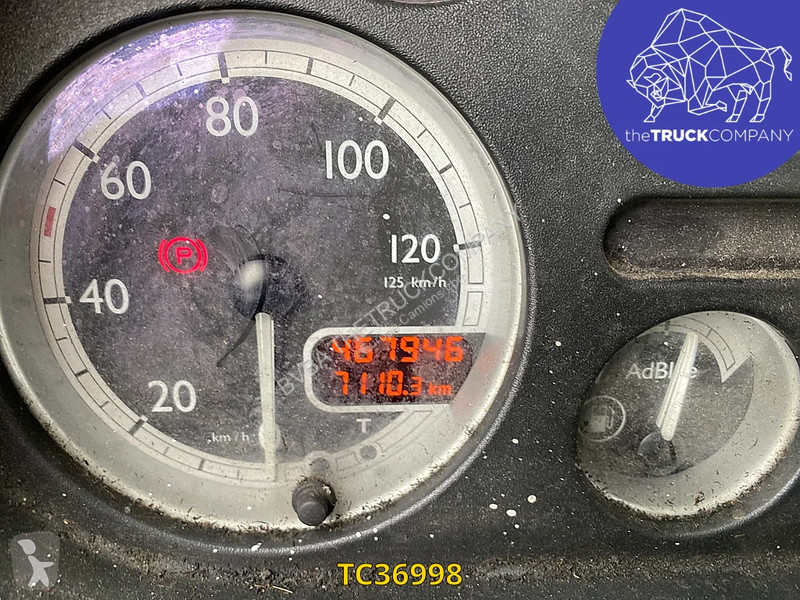 theTRUCKCOMPANY
80
100
60
P
120
125 km/h
40
467946
7110.3 km
20
km/h
T
AdBlue
TC36998